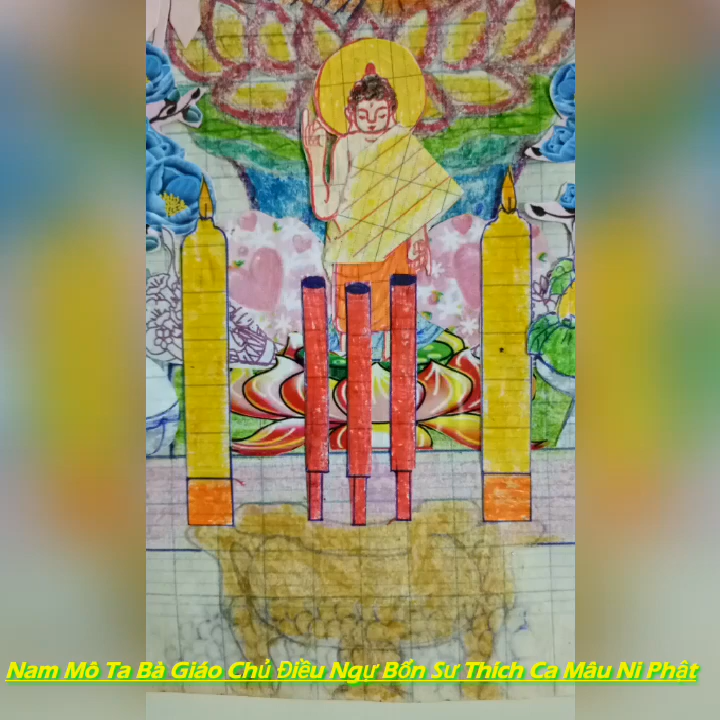 Nam Mô Ta Bà Giáo Chủ Điều Ngự Bổn Sư Thích Ca Mâu Ni Phật